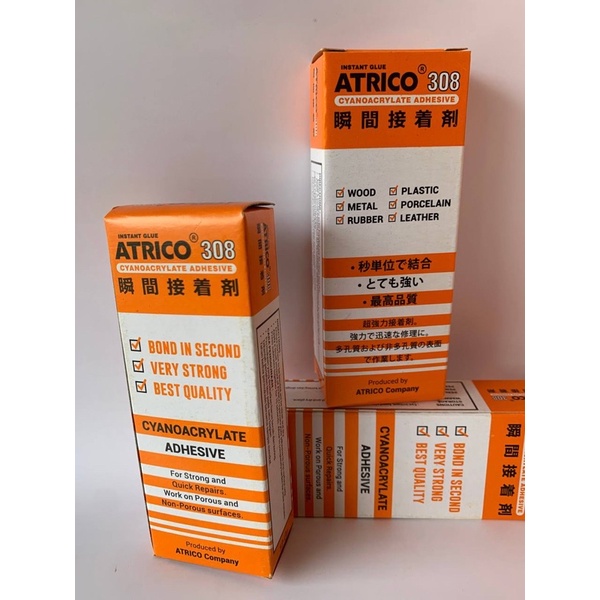 INSTANT GLUE
ATRICO® 308
CYANOACRYLATE ADHESIVE
瞬間接着剤
BOND IN SECOND
VERY STRONG
BEST QUALITY
CYANOACRYLATE
ADHESIVE
For Strong and
Quick Repairs.
Work on Porous and
Non-Porous surfaces.
Produced by
ATRICO Company
INSTANT GLUE
ATRICO® 308
CYANOACRYLATE ADHESIVE
瞬間接着剤
WOOD
PLASTIC
METAL
PORCELAIN
RUBBER
LEATHER
・秒単位で結合
・とても強い
・最高品質
超強力接着剤。
強力で迅速な修理に。
多孔質および非多孔質の表面
で作業します。
Produced by
ATRICO Company
308
ADHESIVE
瞬間接着剤
BOND IN SECOND
VERY STRONG
BEST QUALITY
CYANOACRYLATE
ADHESIVE
For Strong and
Quick Repairs.
Work on Porous and
Non-Porous surfaces.